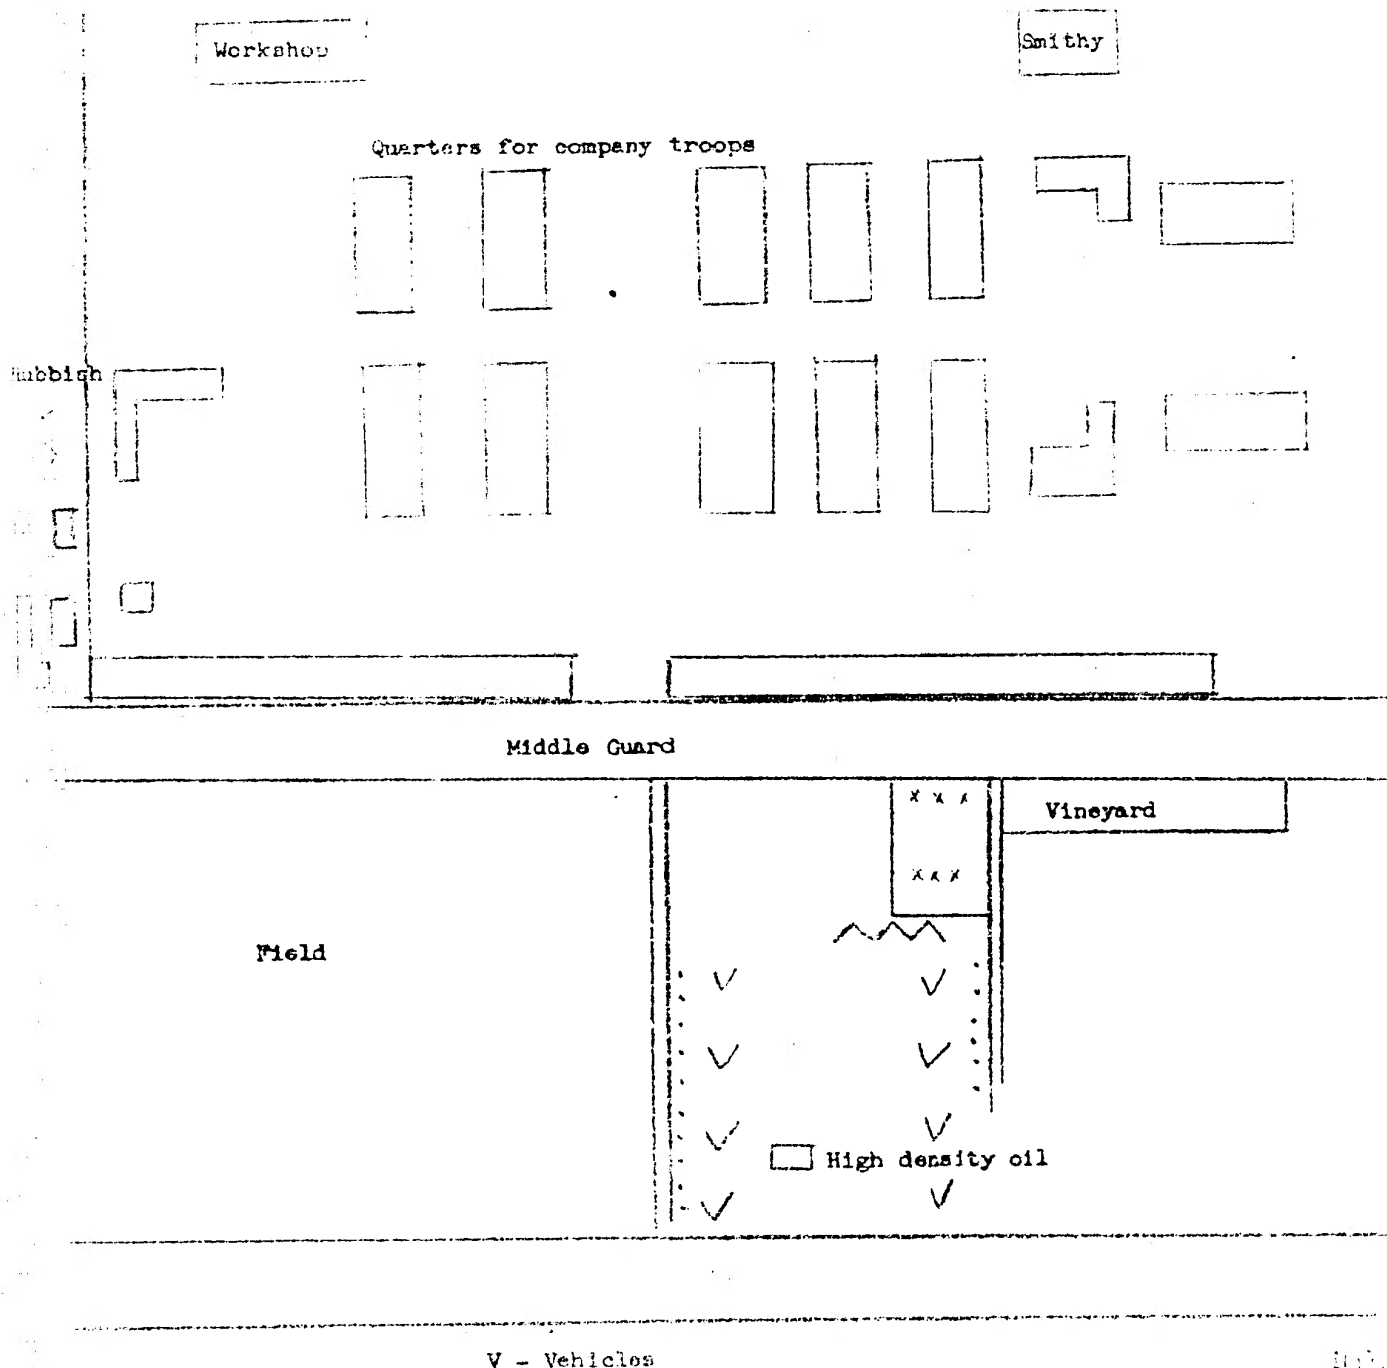 Workshop
Smithy
Quarters for company troops
Rubbish
Middle Guard
x x x
Vineyard
x x x
Field
V V
V V
V V
High density oil
V V
V - Vehicles